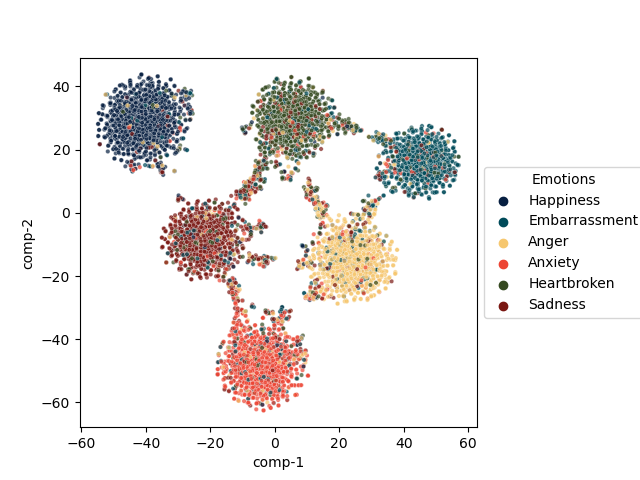 40
20
0
−20
−40
−60
comp-2
−60 −40 −20 0 20 40 60
comp-1
Emotions
Happiness
Embarrassment
Anger
Anxiety
Heartbroken
Sadness